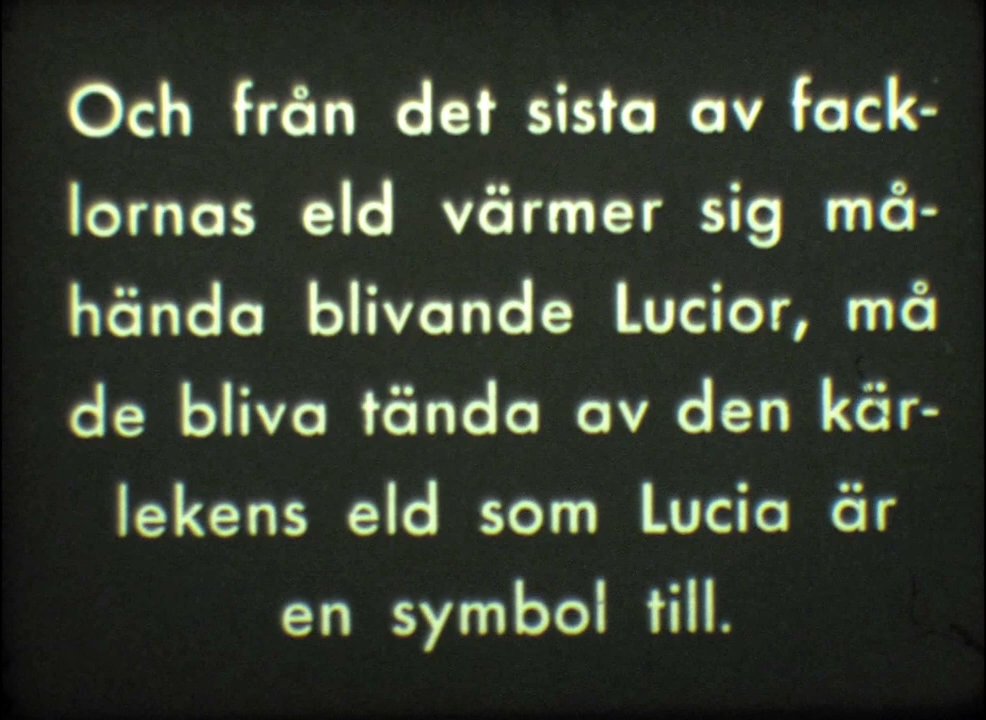 Och från det sista av fack-
lornas eld värmer sig må-
hända blivande Lucior, må
de bliva tända av den kär-
lekens eld som Lucia är
en symbol till.